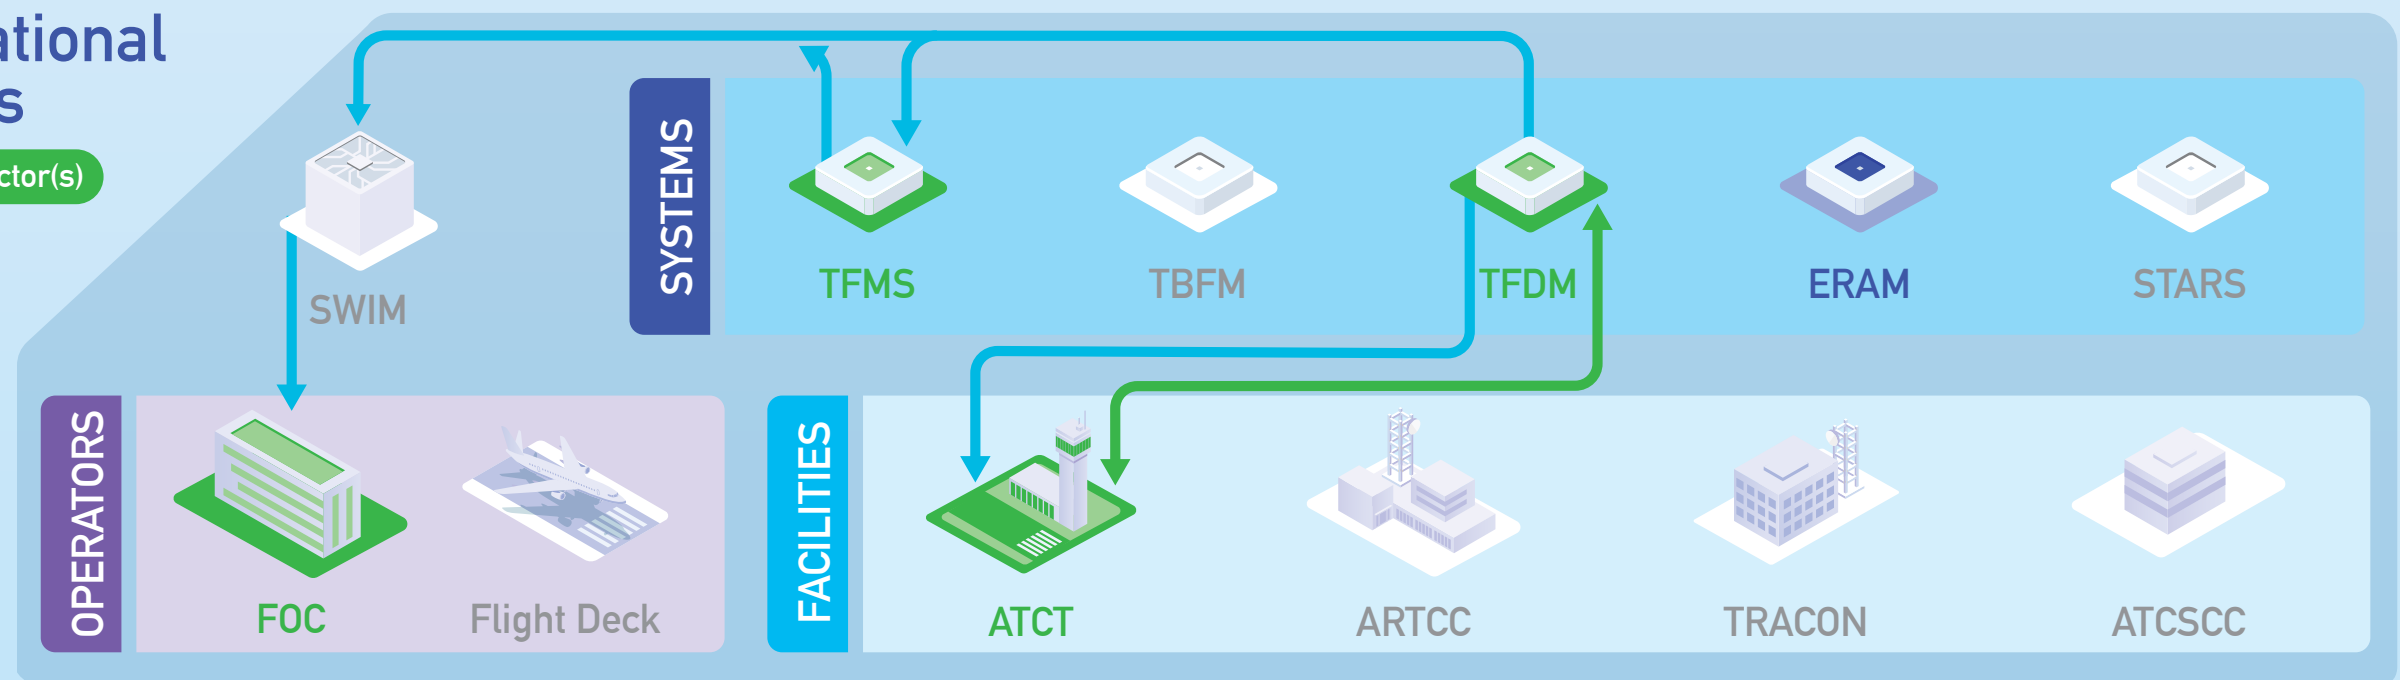 ational
s
ctor(s)
SWIM
SYSTEMS
TFMS
TBFM
TFDM
ERAM
STARS
OPERATORS
FOC
Flight Deck
FACILITIES
ATCT
ARTCC
TRACON
ATCSCC